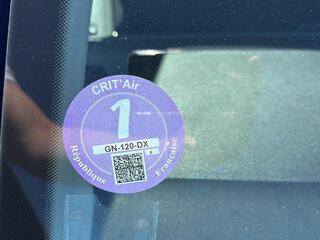 CRIT'Air
1
GN-120-DX
F
République Française